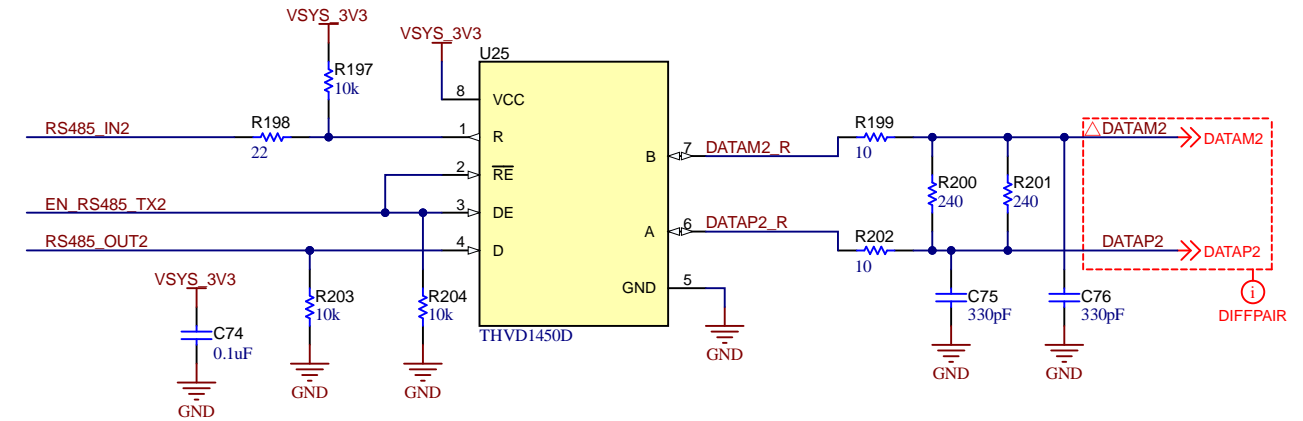 VSYS_3V3
VSYS_3V3
U25
R197
10k
8 VCC
RS485_IN2
R198
22
1 R
R199
10
DATAM2
DATAM2
B 7 DATAM2_R
2 RE
R200
240
R201
240
EN_RS485_TX2
3 DE
A 6 DATAP2_R
RS485_OUT2
4 D
R202
10
DATAP2
DATAP2
VSYS_3V3
R203
10k
R204
10k
GND 5
C75
330pF
C76
330pF
i
DIFFPAIR
C74
0.1uF
THVD1450D
GND
GND
GND
GND
GND
GND